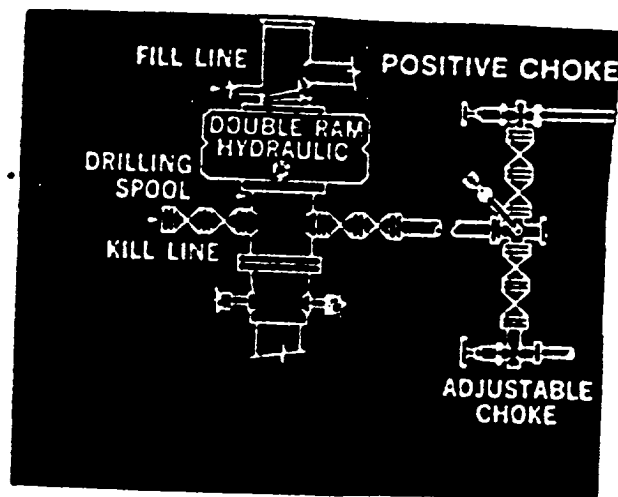 FILL LINE
POSITIVE CHOKE
DOUBLE RAM
HYDRAULIC
DRILLING
SPOOL
KILL LINE
ADJUSTABLE
CHOKE